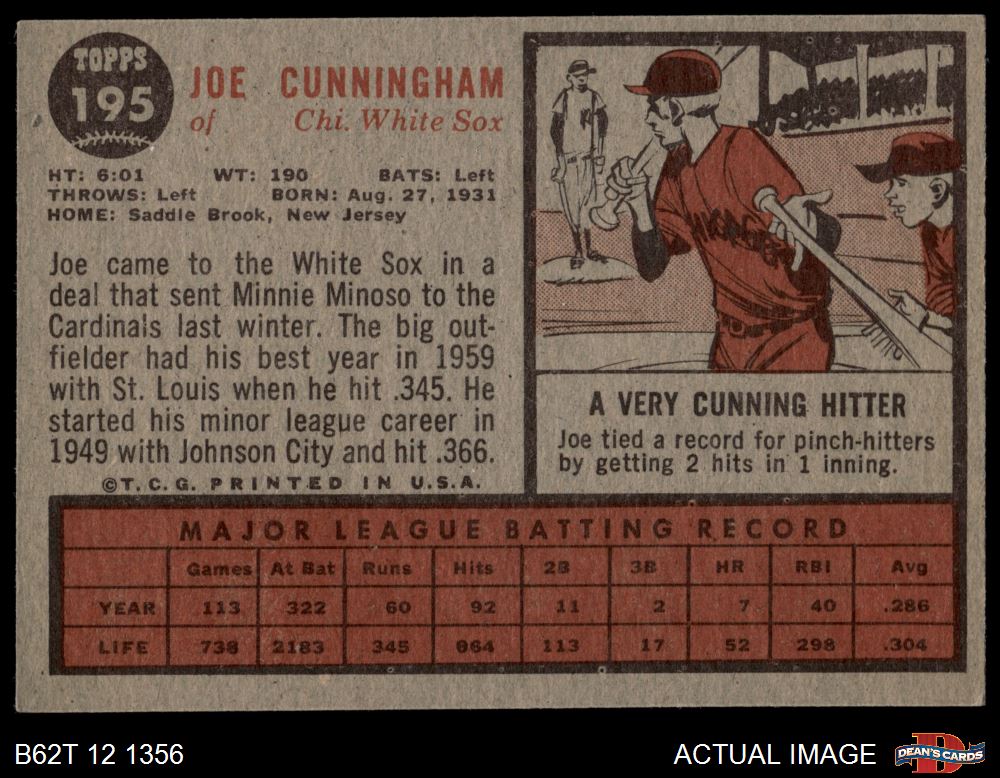 TOPPS
195
JOE CUNNINGHAM
of Chi. White Sox
HT: 6:01 WT: 190 BATS: Left
THROWS: Left BORN: Aug. 27, 1931
HOME: Saddle Brook, New Jersey
Joe came to the White Sox in a
deal that sent Minnie Minoso to the
Cardinals last winter. The big out-
fielder had his best year in 1959
with St. Louis when he hit .345. He
started his minor league career in
1949 with Johnson City and hit .366.
©T.C.G. PRINTED IN U.S.A.
CHICAGO
A VERY CUNNING HITTER
Joe tied a record for pinch-hitters
by getting 2 hits in 1 inning.
MAJOR LEAGUE BATTING RECORD
Games At Bat Runs Hits 2B 3B HR RBI Avg
YEAR 113 322 60 92 11 2 7 40 .286
LIFE 738 2183 345 664 113 17 52 298 .304
B62T 12 1356
ACTUAL IMAGE
DEAN'S CARDS